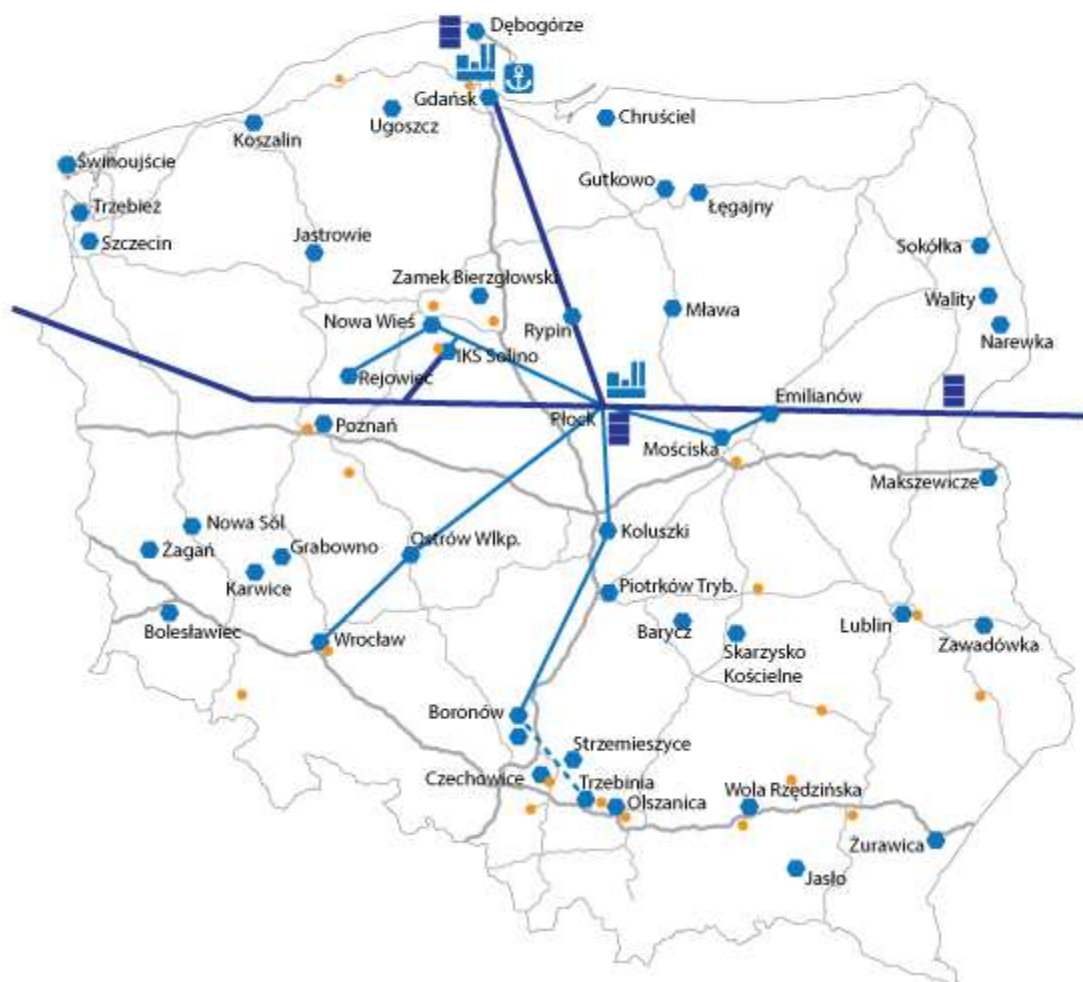 Dębogórze
Gdańsk
Ugoszcz
Koszalin
Chruściel
Świnoujście
Trzebież
Szczecin
Gutkowo
Łęgajny
Jastrowie
Sokółka
Zamek Bierzgłowski
Wality
Nowa Wieś
Rypin
Mława
Narewka
IKS Solino
Rejowiec
Emilianów
Płock
Poznań
Mościska
Makszewicze
Nowa Sól
Koluszki
Żagań
Grabowno
Ostrów Wlkp.
Karwice
Piotrków Tryb.
Bolesławiec
Wrocław
Barycz
Skarzysko
Kościelne
Lublin
Zawadówka
Boronów
Strzemieszyce
Czechowice
Trzebinia
Olszanica
Wola Rzędzińska
Żurawica
Jasło